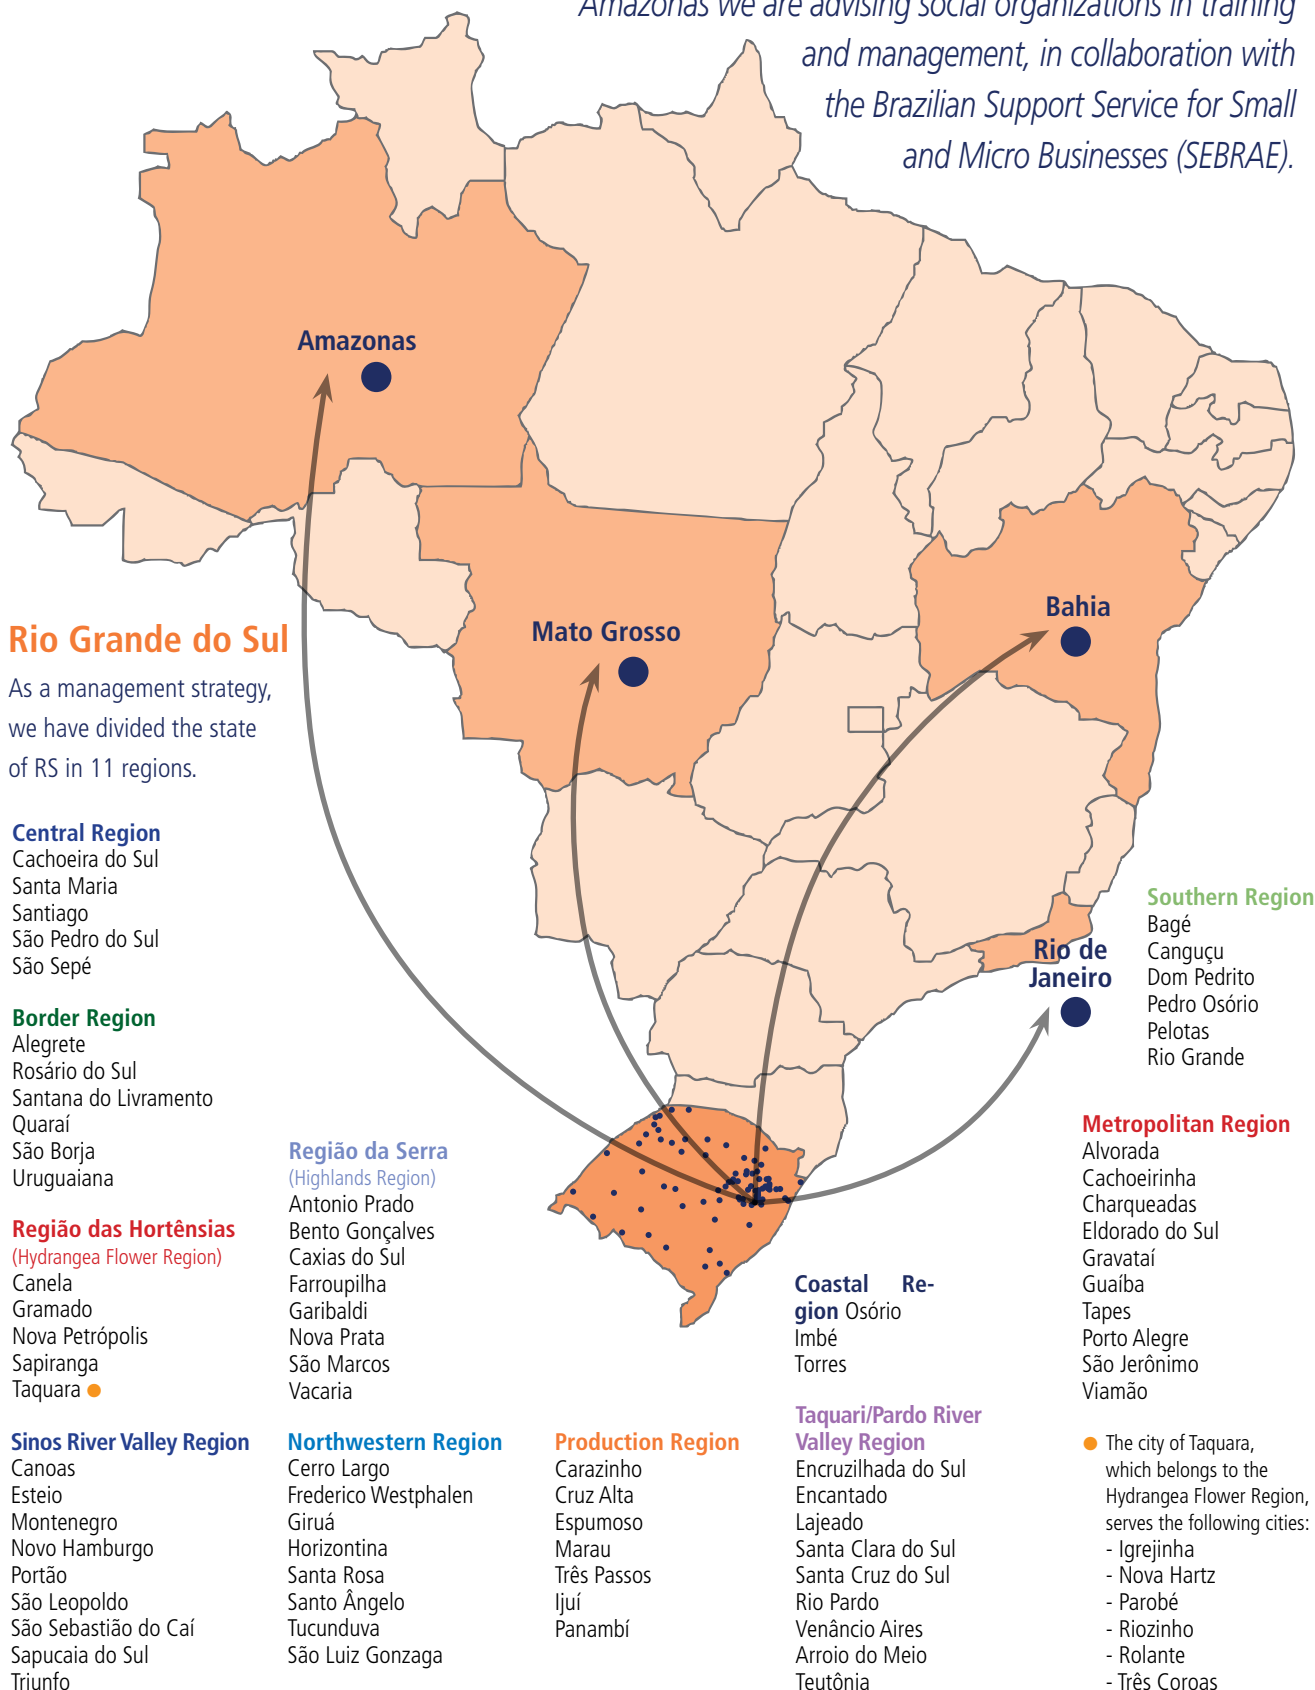 Amazonas we are advising social organizations in training
and management, in collaboration with
the Brazilian Support Service for Small
and Micro Businesses (SEBRAE).
Amazonas
Mato Grosso
Bahia
Rio de
Janeiro
Rio Grande do Sul
As a management strategy,
we have divided the state
of RS in 11 regions.
Central Region
Cachoeira do Sul
Santa Maria
Santiago
São Pedro do Sul
São Sepé
Border Region
Alegrete
Rosário do Sul
Santana do Livramento
Quaraí
São Borja
Uruguaiana
Região das Hortênsias
(Hydrangea Flower Region)
Canela
Gramado
Nova Petrópolis
Sapiranga
Taquara
Sinos River Valley Region
Canoas
Esteio
Montenegro
Novo Hamburgo
Portão
São Leopoldo
São Sebastião do Caí
Sapucaia do Sul
Triunfo
Região da Serra
(Highlands Region)
Antonio Prado
Bento Gonçalves
Caxias do Sul
Farroupilha
Garibaldi
Nova Prata
São Marcos
Vacaria
Northwestern Region
Cerro Largo
Frederico Westphalen
Giruá
Horizontina
Santa Rosa
Santo Ângelo
Tucunduva
São Luiz Gonzaga
Production Region
Carazinho
Cruz Alta
Espumoso
Marau
Três Passos
Ijuí
Panambí
Coastal Re-
gion Osório
Imbé
Torres
Taquari/Pardo River
Valley Region
Encruzilhada do Sul
Encantado
Lajeado
Santa Clara do Sul
Santa Cruz do Sul
Rio Pardo
Venâncio Aires
Arroio do Meio
Teutônia
Southern Region
Bagé
Canguçu
Dom Pedrito
Pedro Osório
Pelotas
Rio Grande
Metropolitan Region
Alvorada
Cachoeirinha
Charqueadas
Eldorado do Sul
Gravataí
Guaíba
Tapes
Porto Alegre
São Jerônimo
Viamão
The city of Taquara,
which belongs to the
Hydrangea Flower Region,
serves the following cities:
- Igrejinha
- Nova Hartz
- Parobé
- Riozinho
- Rolante
- Três Coroas